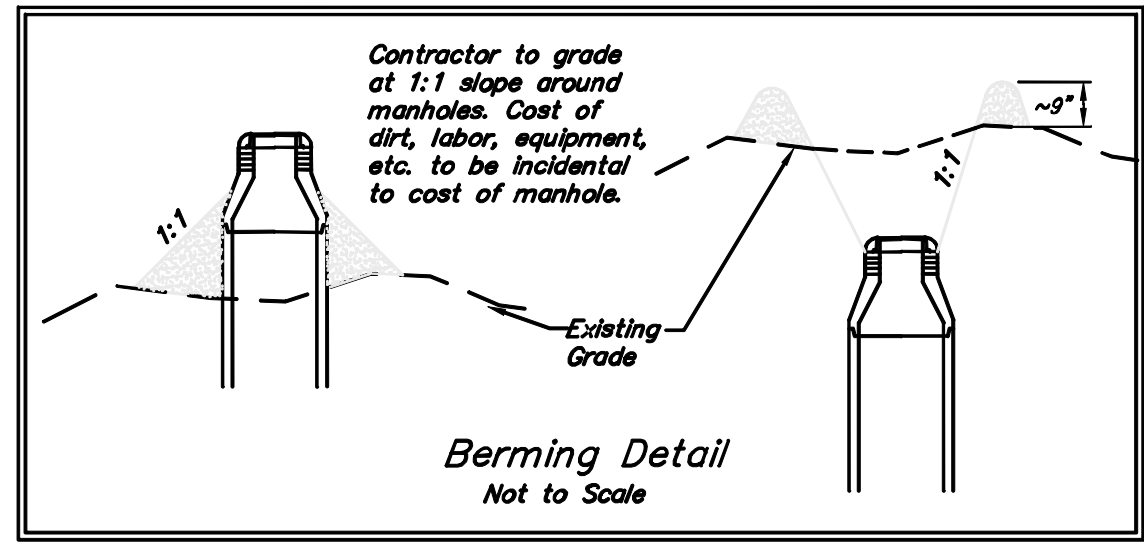 Contractor to grade
at 1:1 slope around
manholes. Cost of
dirt, labor, equipment,
etc. to be incidental
to cost of manhole.
~9"
1:1
1:1
Existing
Grade
Berming Detail
Not to Scale